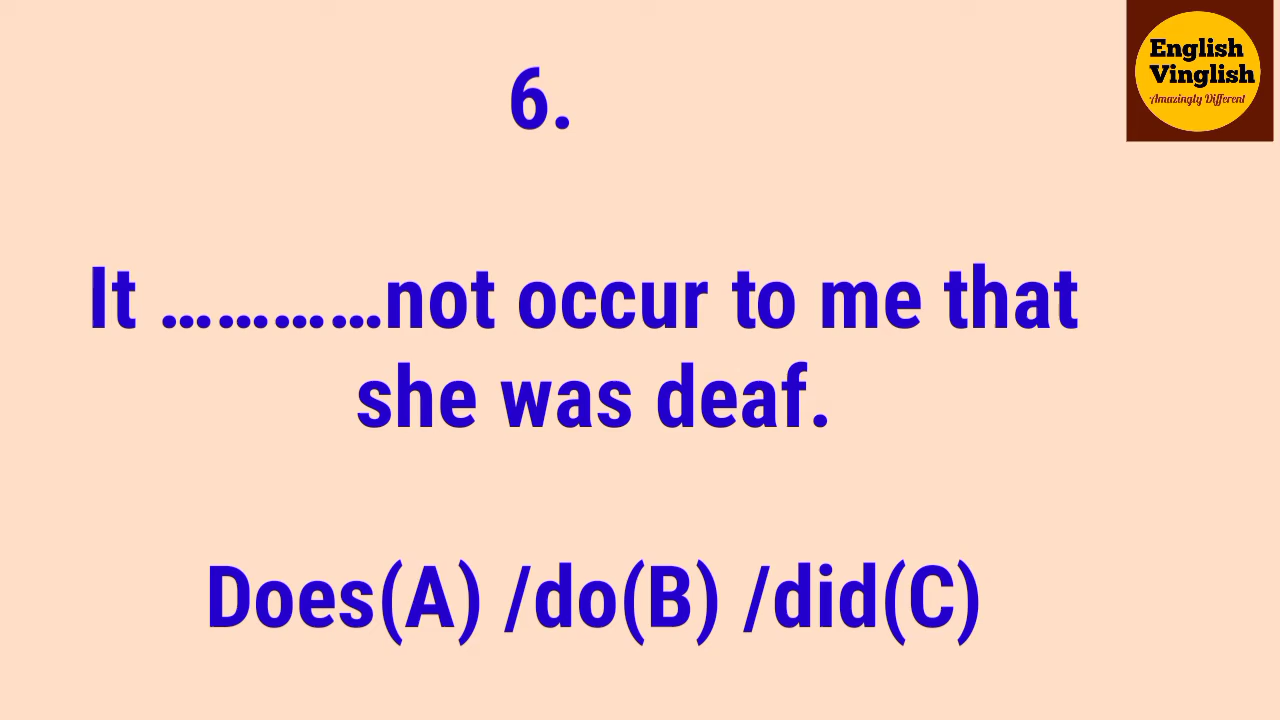 English
Vinglish
Amazingly Different
6.
It …………not occur to me that
she was deaf.
Does(A) /do(B) /did(C)